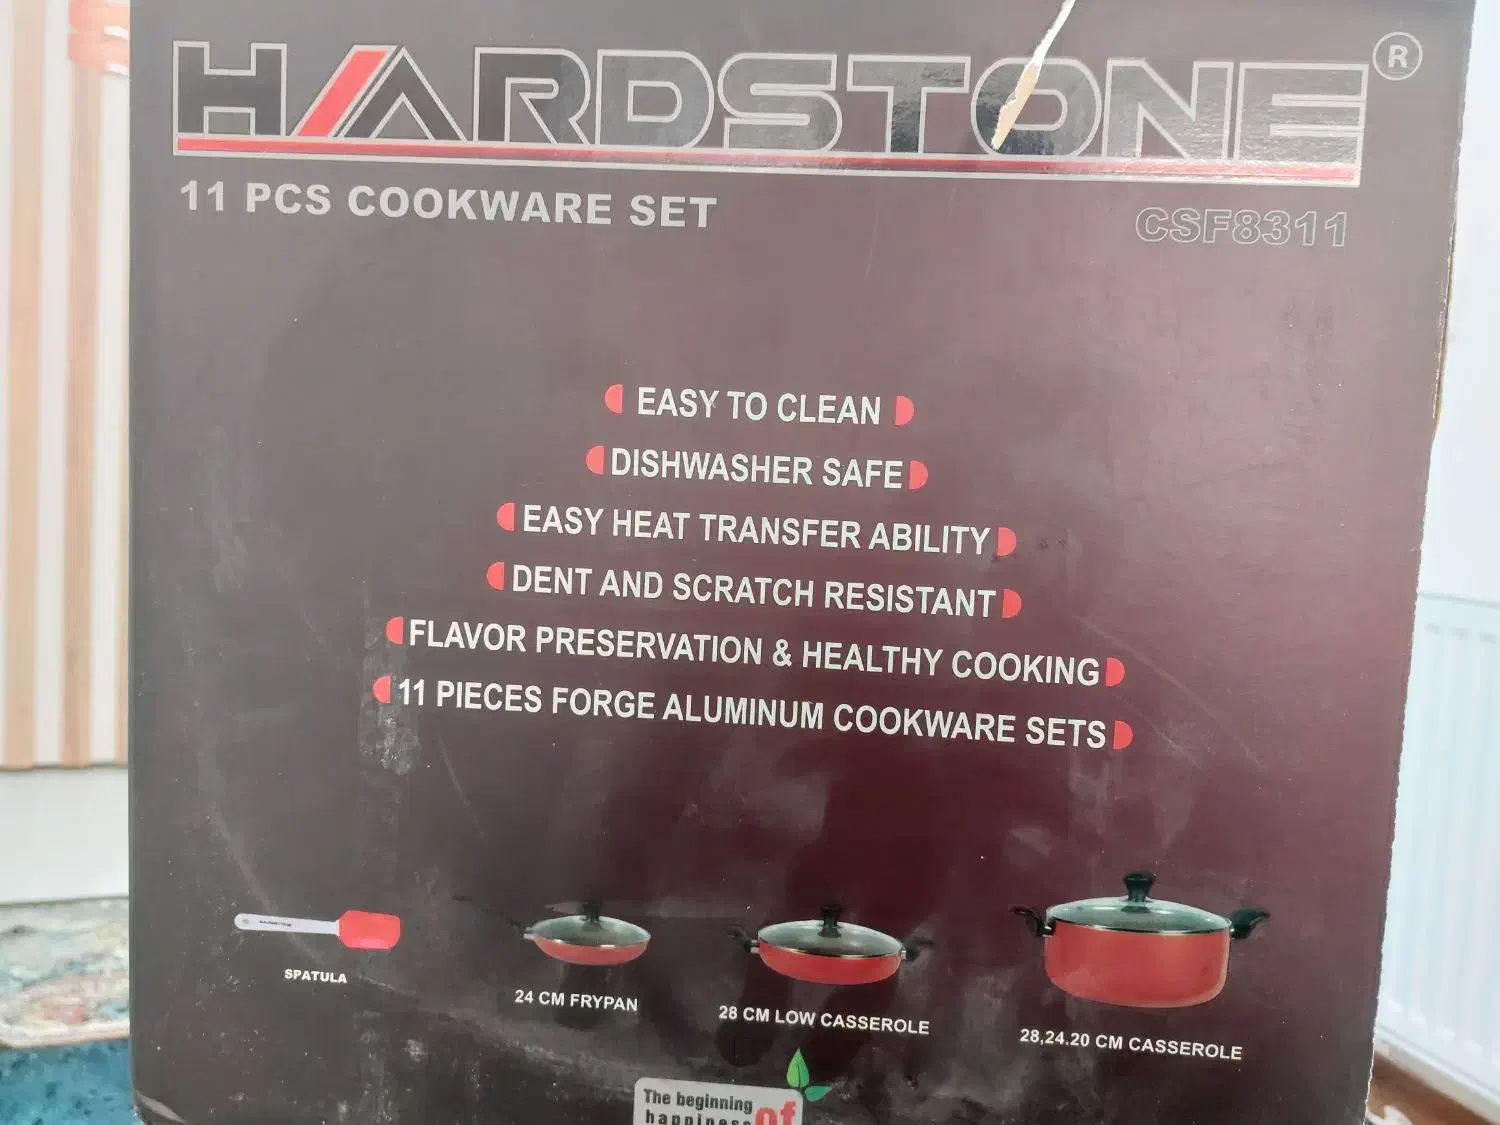 HARDSTONE ®
11 PCS COOKWARE SET
CSF8311
EASY TO CLEAN
DISHWASHER SAFE
EASY HEAT TRANSFER ABILITY
DENT AND SCRATCH RESISTANT
FLAVOR PRESERVATION & HEALTHY COOKING
11 PIECES FORGE ALUMINUM COOKWARE SETS
SPATULA
24 CM FRYPAN
28 CM LOW CASSEROLE
28,24.20 CM CASSEROLE
The beginning
happiness of